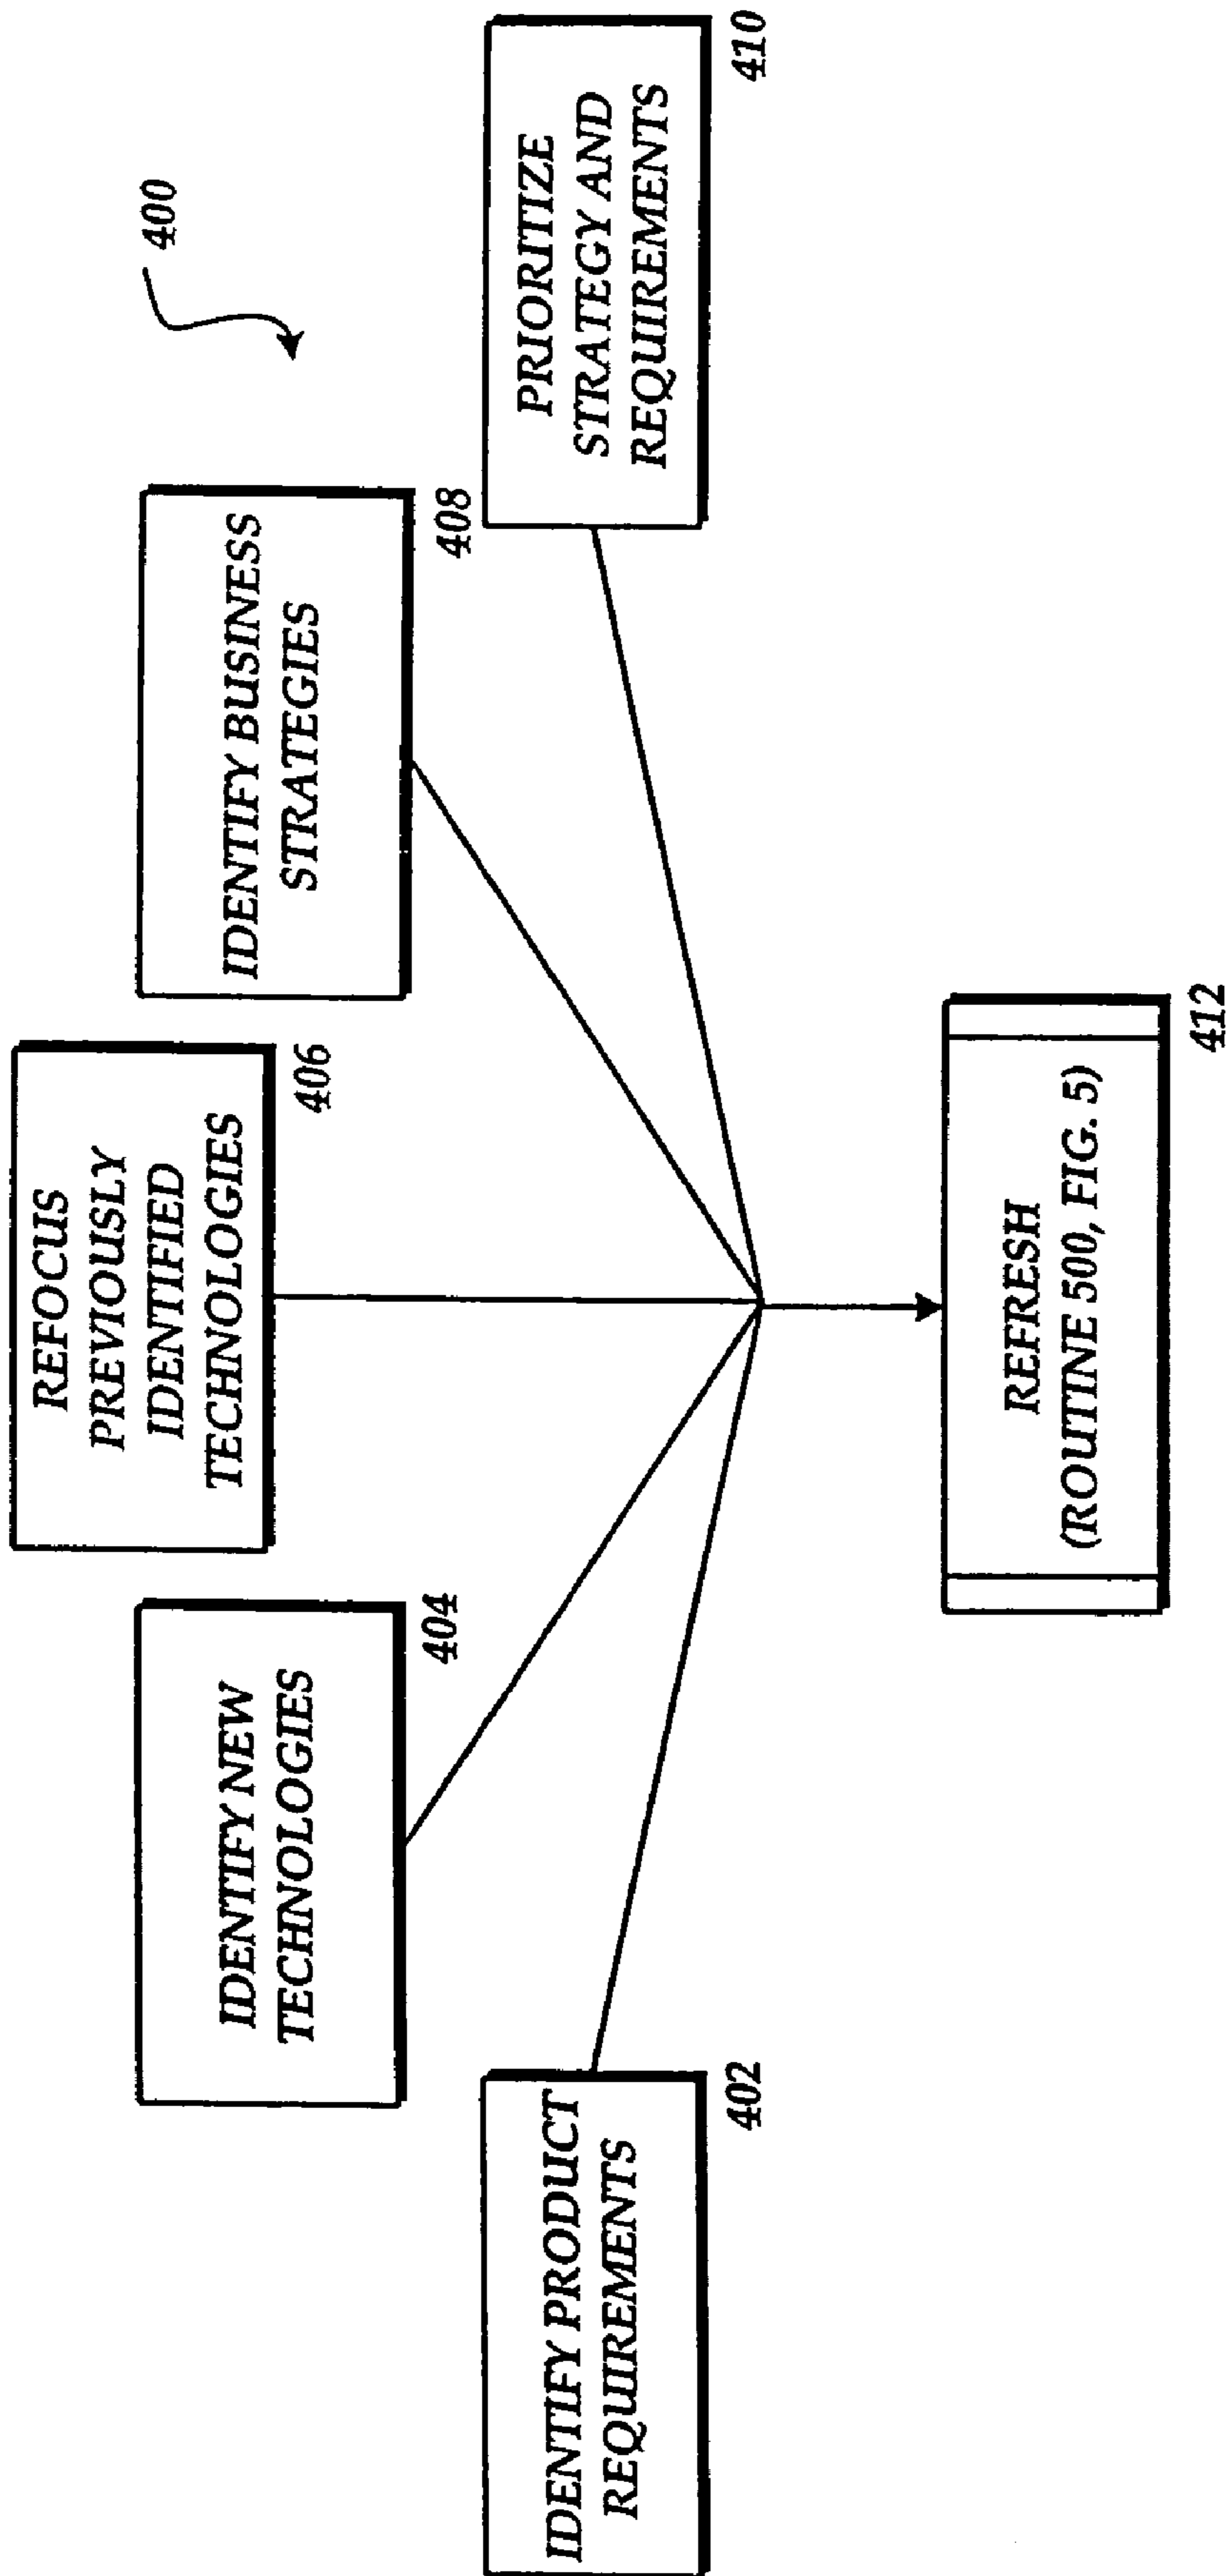 400
REFOCUS
PREVIOUSLY
IDENTIFIED
TECHNOLOGIES
406
IDENTIFY NEW
TECHNOLOGIES
404
IDENTIFY BUSINESS
STRATEGIES
408
IDENTIFY PRODUCT
REQUIREMENTS
402
PRIORITIZE
STRATEGY AND
REQUIREMENTS
410
REFRESH
(ROUTINE 500, FIG. 5)
412